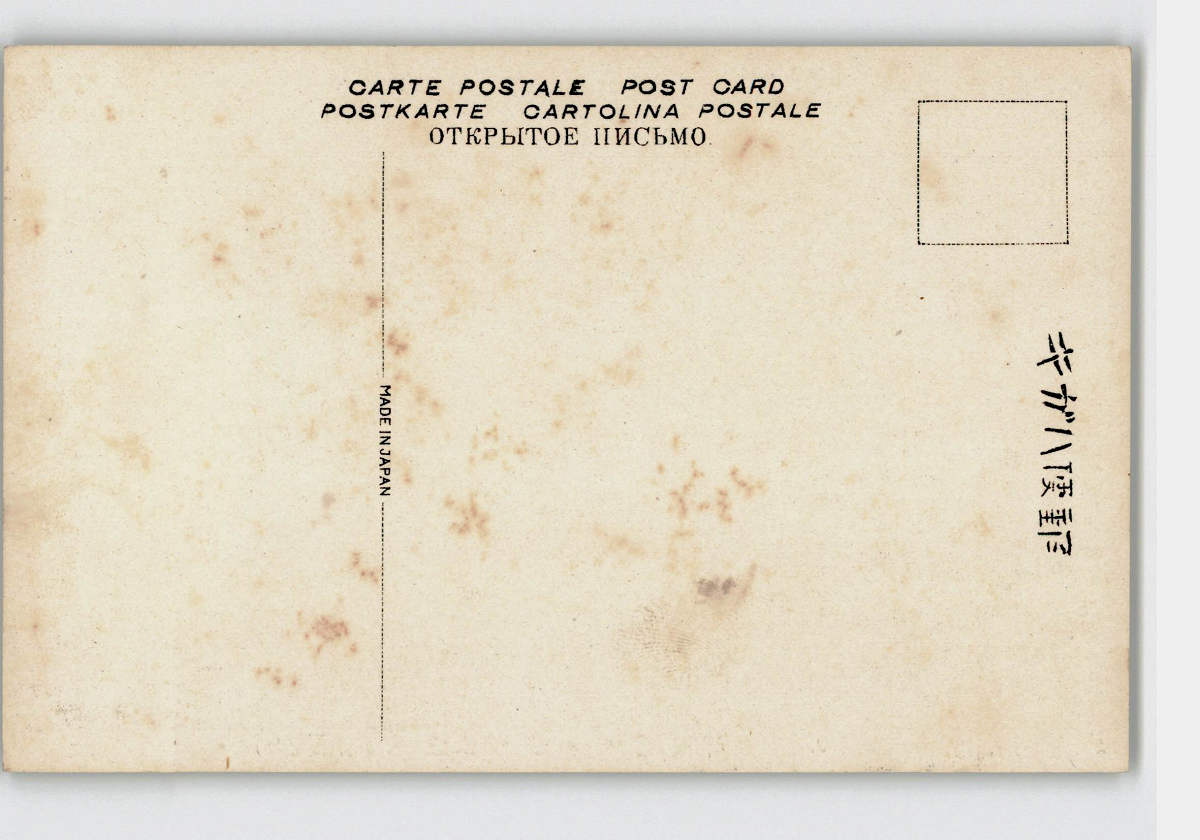 CARTE POSTALE POST CARD
POSTKARTE CARTOLINA POSTALE
ОТКРЫТОЕ ПИСЬМО.
MADE IN JAPAN
郵便ハガキ